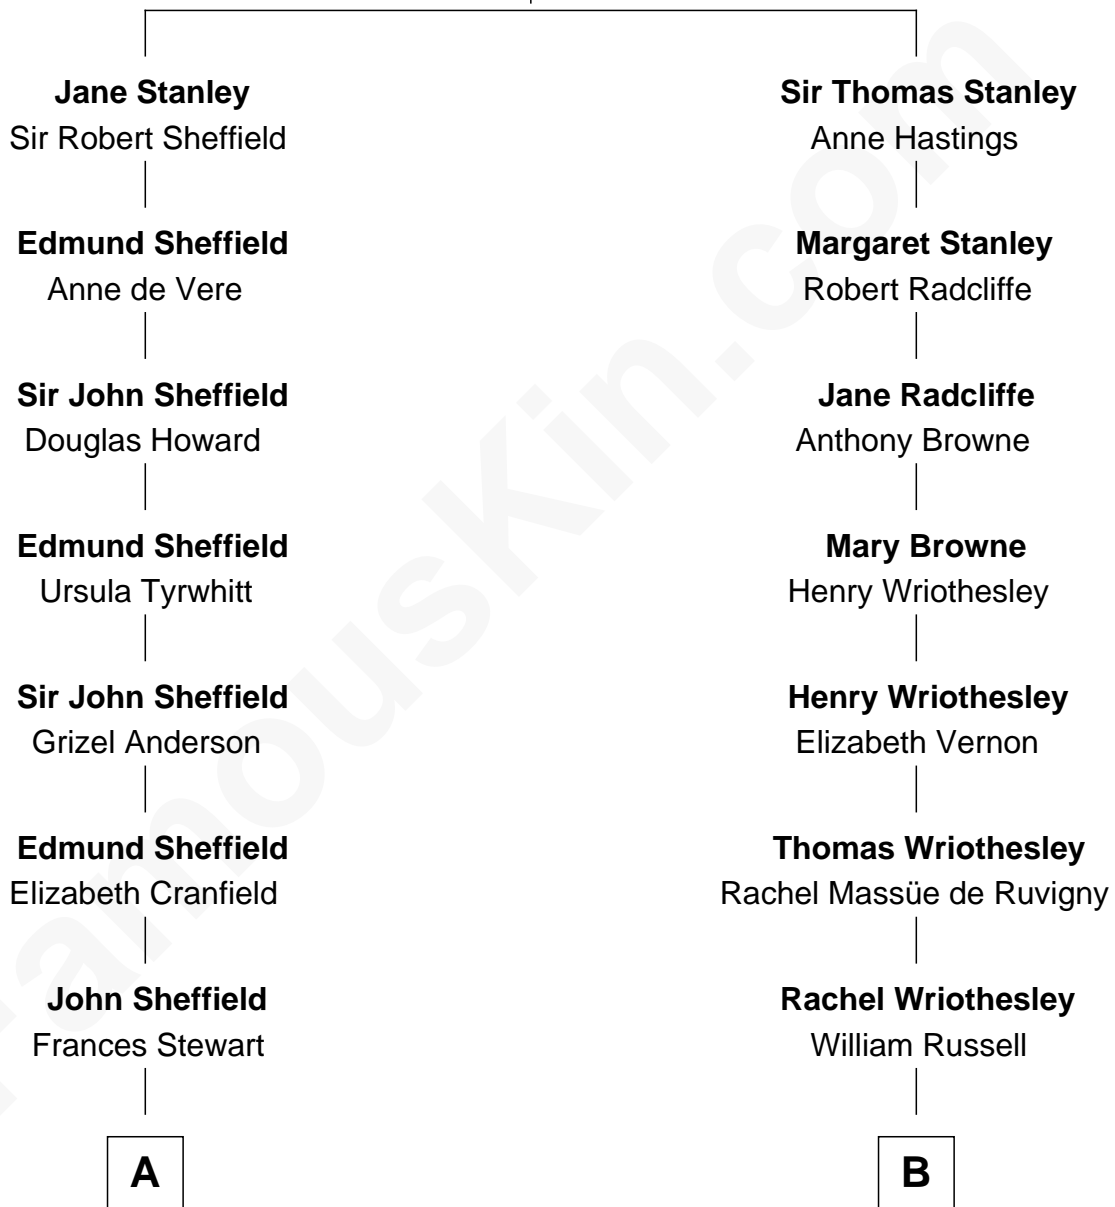 Jane Stanley
Sir Robert Sheffield
Edmund Sheffield
Anne de Vere
Sir John Sheffield
Douglas Howard
Edmund Sheffield
Ursula Tyrwhitt
Sir John Sheffield
Grizel Anderson
Edmund Sheffield
Elizabeth Cranfield
John Sheffield
Frances Stewart
A
Sir Thomas Stanley
Anne Hastings
Margaret Stanley
Robert Radcliffe
Jane Radcliffe
Anthony Browne
Mary Browne
Henry Wriothesley
Henry Wriothesley
Elizabeth Vernon
Thomas Wriothesley
Rachel Massüe de Ruvigny
Rachel Wriothesley
William Russell
B
FamousKin.com